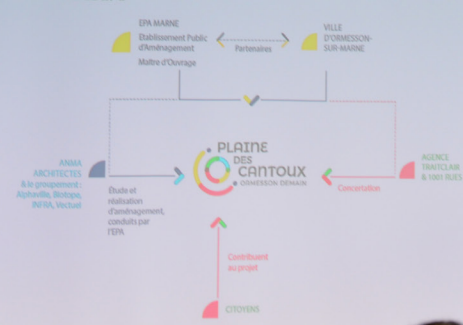 EPA MARNE
Etablissement Public
d'Aménagement
Maitre d'Ouvrage
Partenaires
VILLE
D'ORMESSON-
SUR-MARNE
PLAINE
DES
CANTOUX
ORMESSON DEMAIN
ANMA
ARCHITECTES
& le groupement :
Alphaville, Biotope,
INFRA, Vectuel
Étude et
réalisation
d'aménagement,
conduits par
l'EPA
Concertation
AGENCE
TRAITCLAIR
& 1001 RUES
Contribuent
au projet
CITOYENS